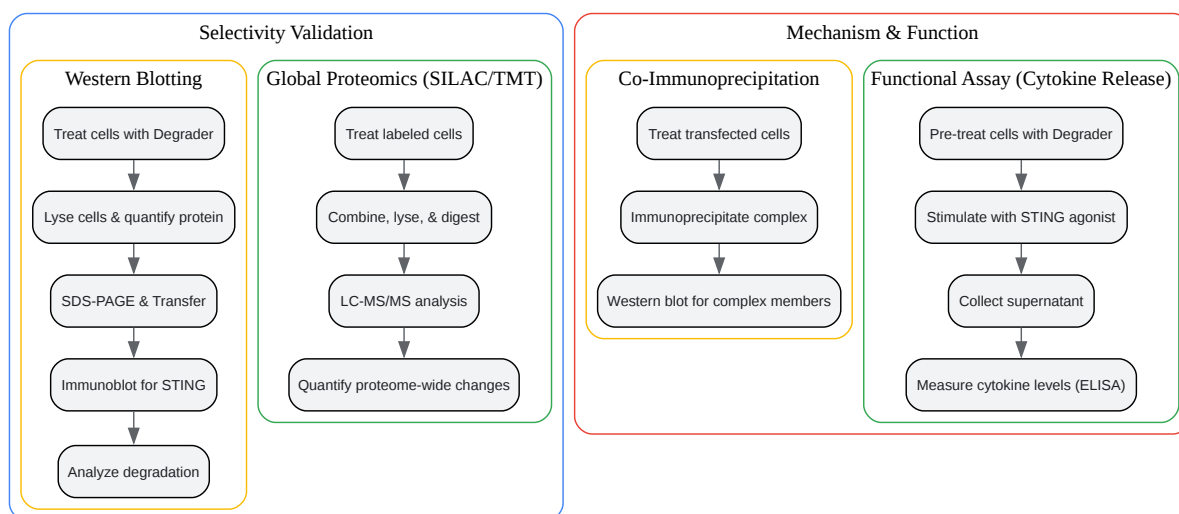 Selectivity Validation
Western Blotting
Treat cells with Degrader
Lyse cells & quantify protein
SDS-PAGE & Transfer
Immunoblot for STING
Analyze degradation
Global Proteomics (SILAC/TMT)
Treat labeled cells
Combine, lyse, & digest
LC-MS/MS analysis
Quantify proteome-wide changes
Mechanism & Function
Co-Immunoprecipitation
Treat transfected cells
Immunoprecipitate complex
Western blot for complex members
Functional Assay (Cytokine Release)
Pre-treat cells with Degrader
Stimulate with STING agonist
Collect supernatant
Measure cytokine levels (ELISA)